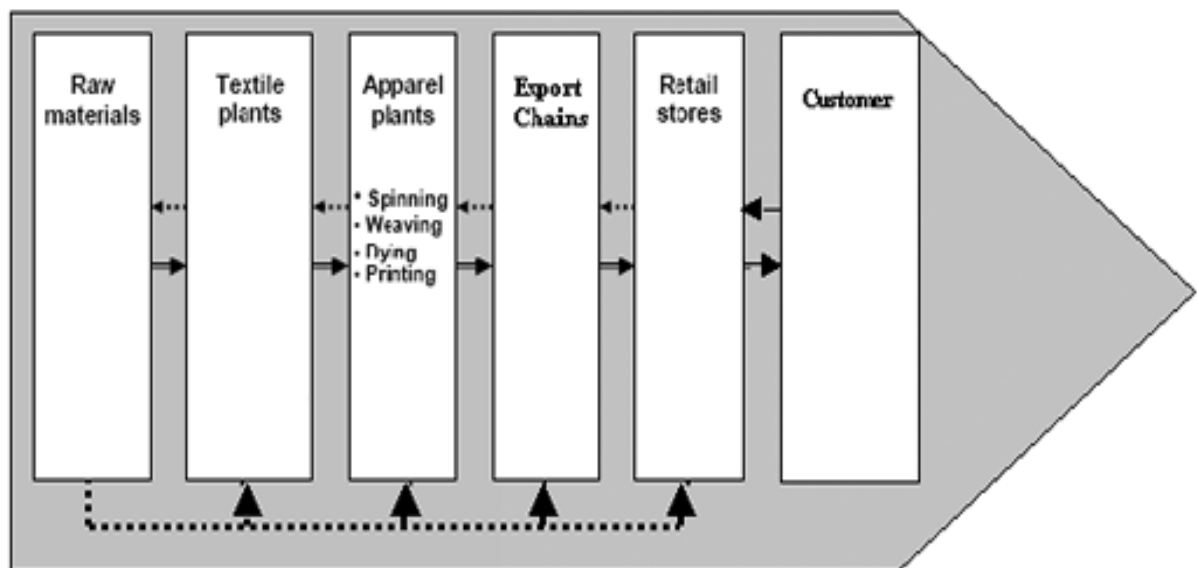 Raw
materials
Textile
plants
Apparel
plants
• Spinning
• Weaving
• Dying
• Printing
Export
Chains
Retail
stores
Customer